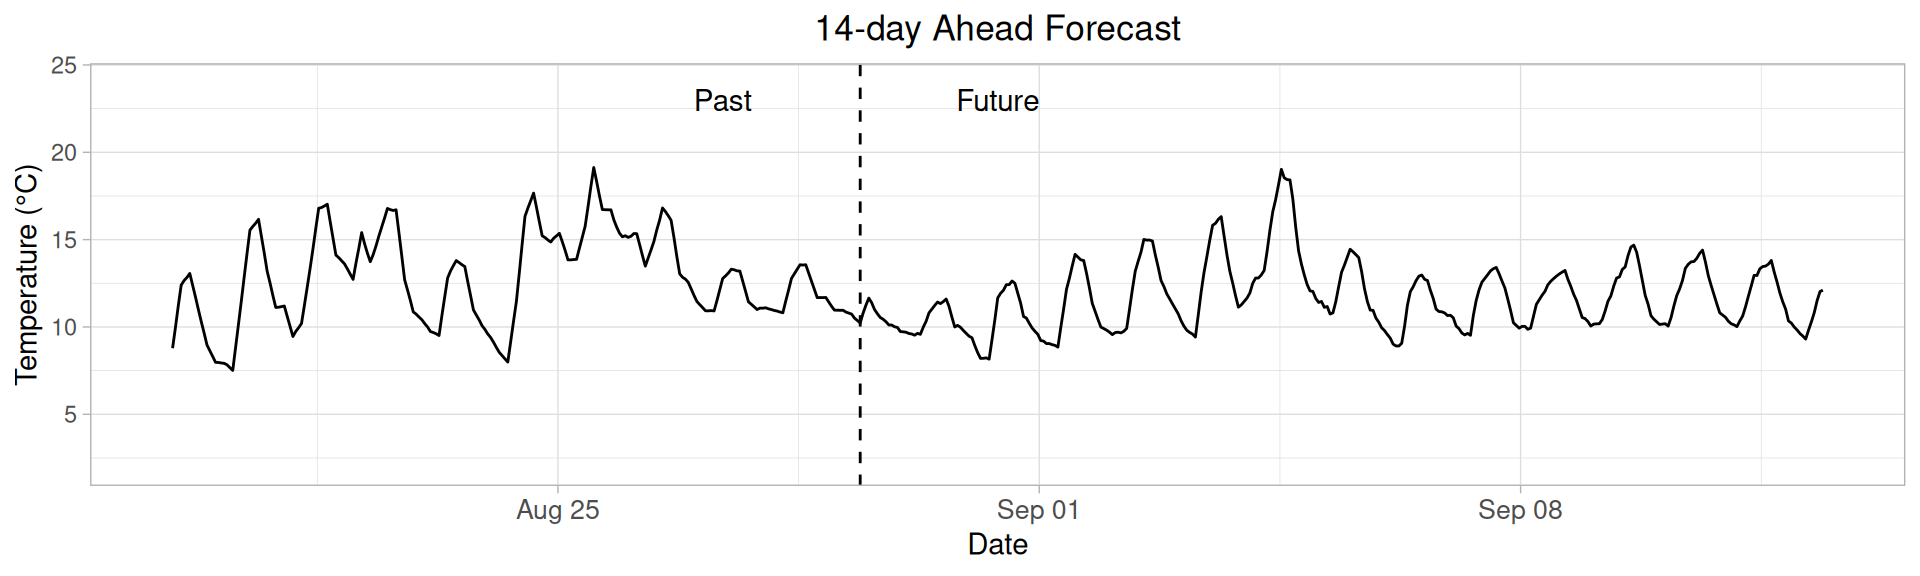 14-day Ahead Forecast
25
20
15
10
5
Temperature (°C)
Past
Future
Aug 25
Sep 01
Sep 08
Date